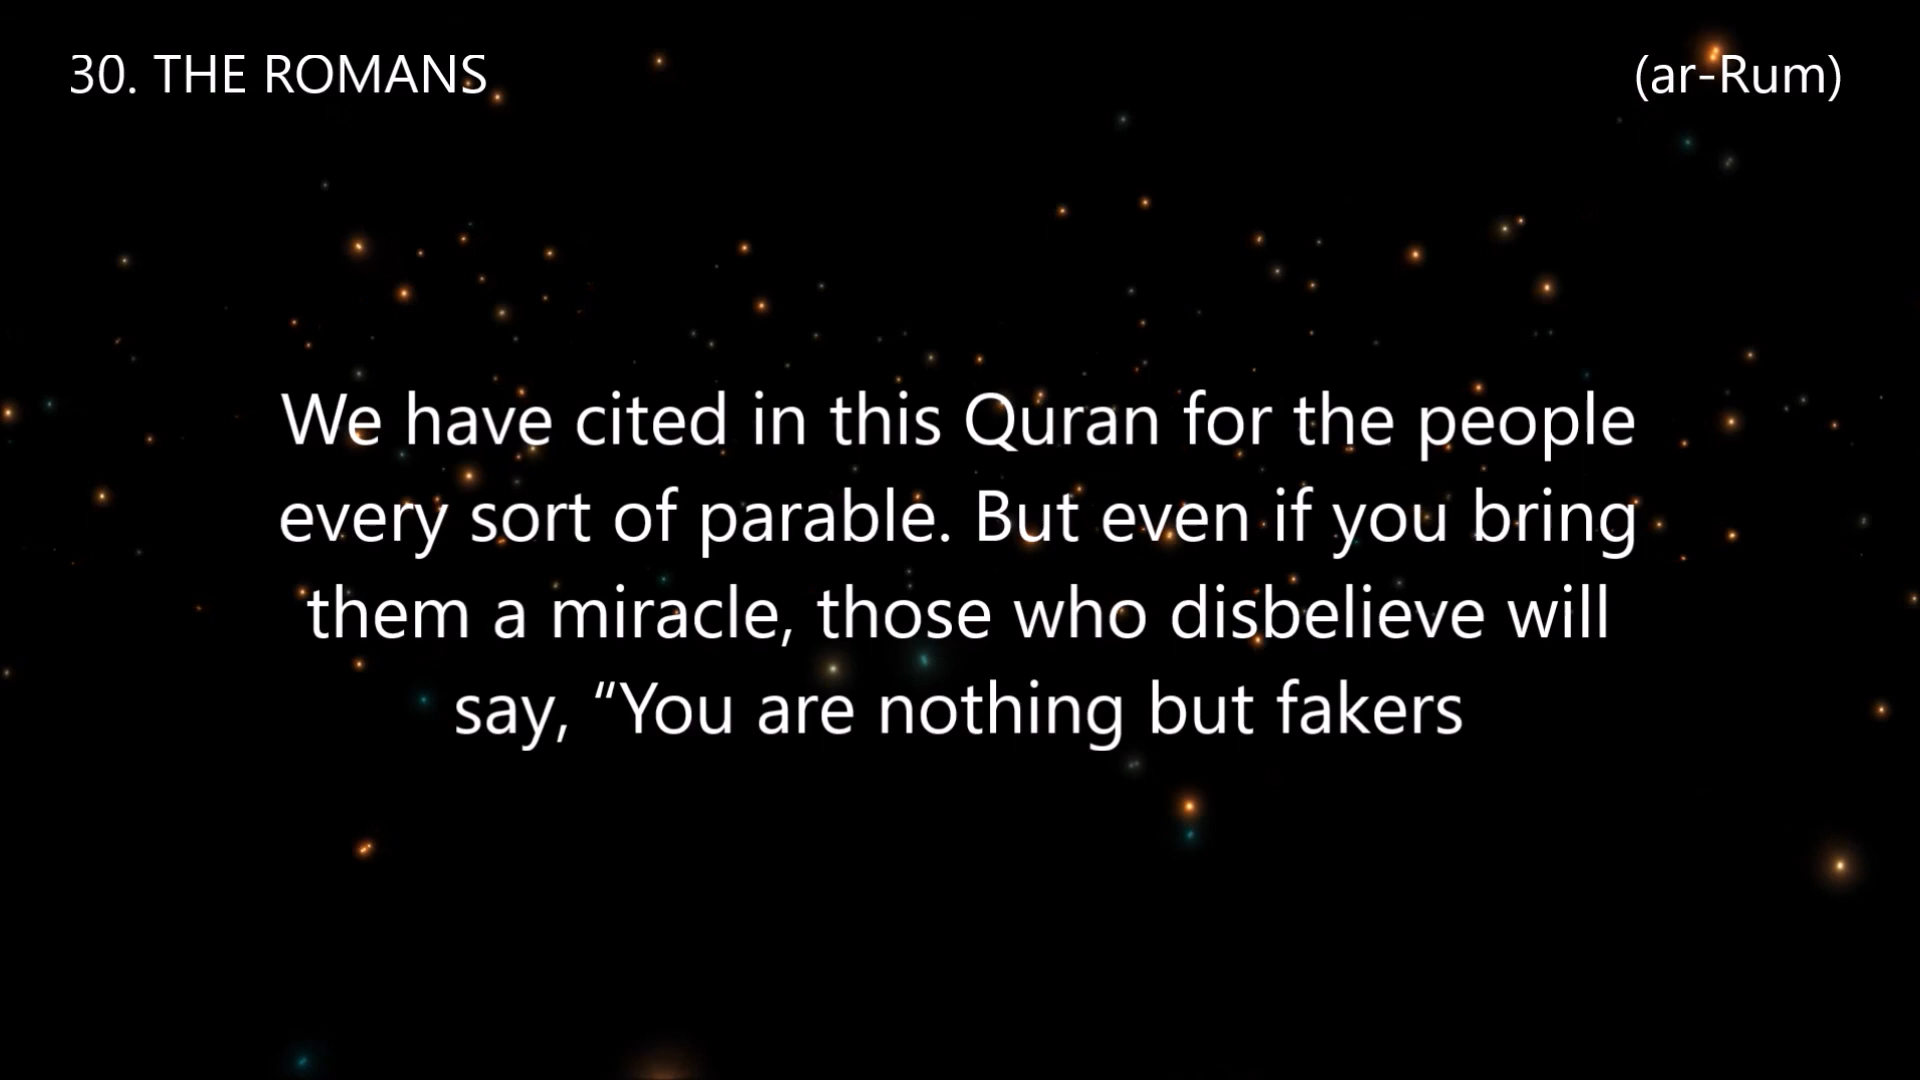 30. THE ROMANS
(ar-Rum)
We have cited in this Quran for the people
every sort of parable. But even if you bring
them a miracle, those who disbelieve will
say, “You are nothing but fakers